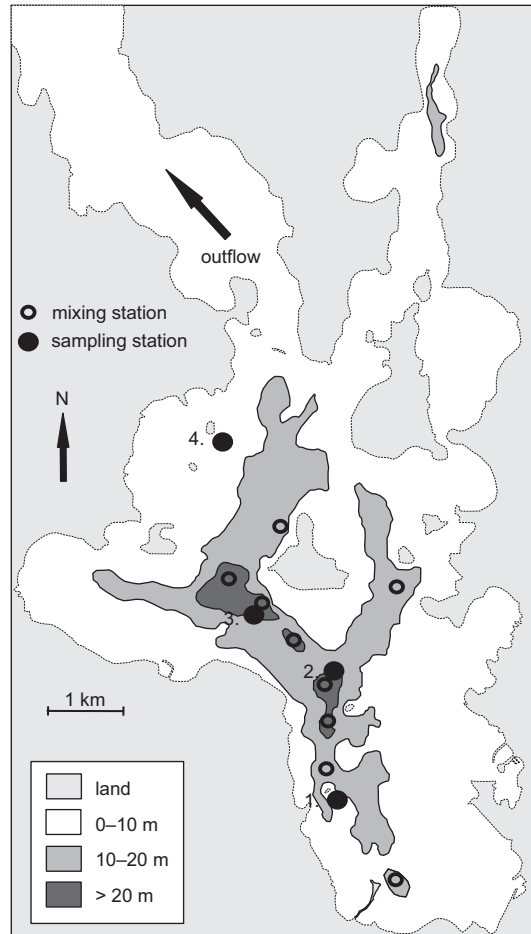 outflow
mixing station
sampling station
N
4.
3.
2.
1 km
1.
land
0–10 m
10–20 m
> 20 m